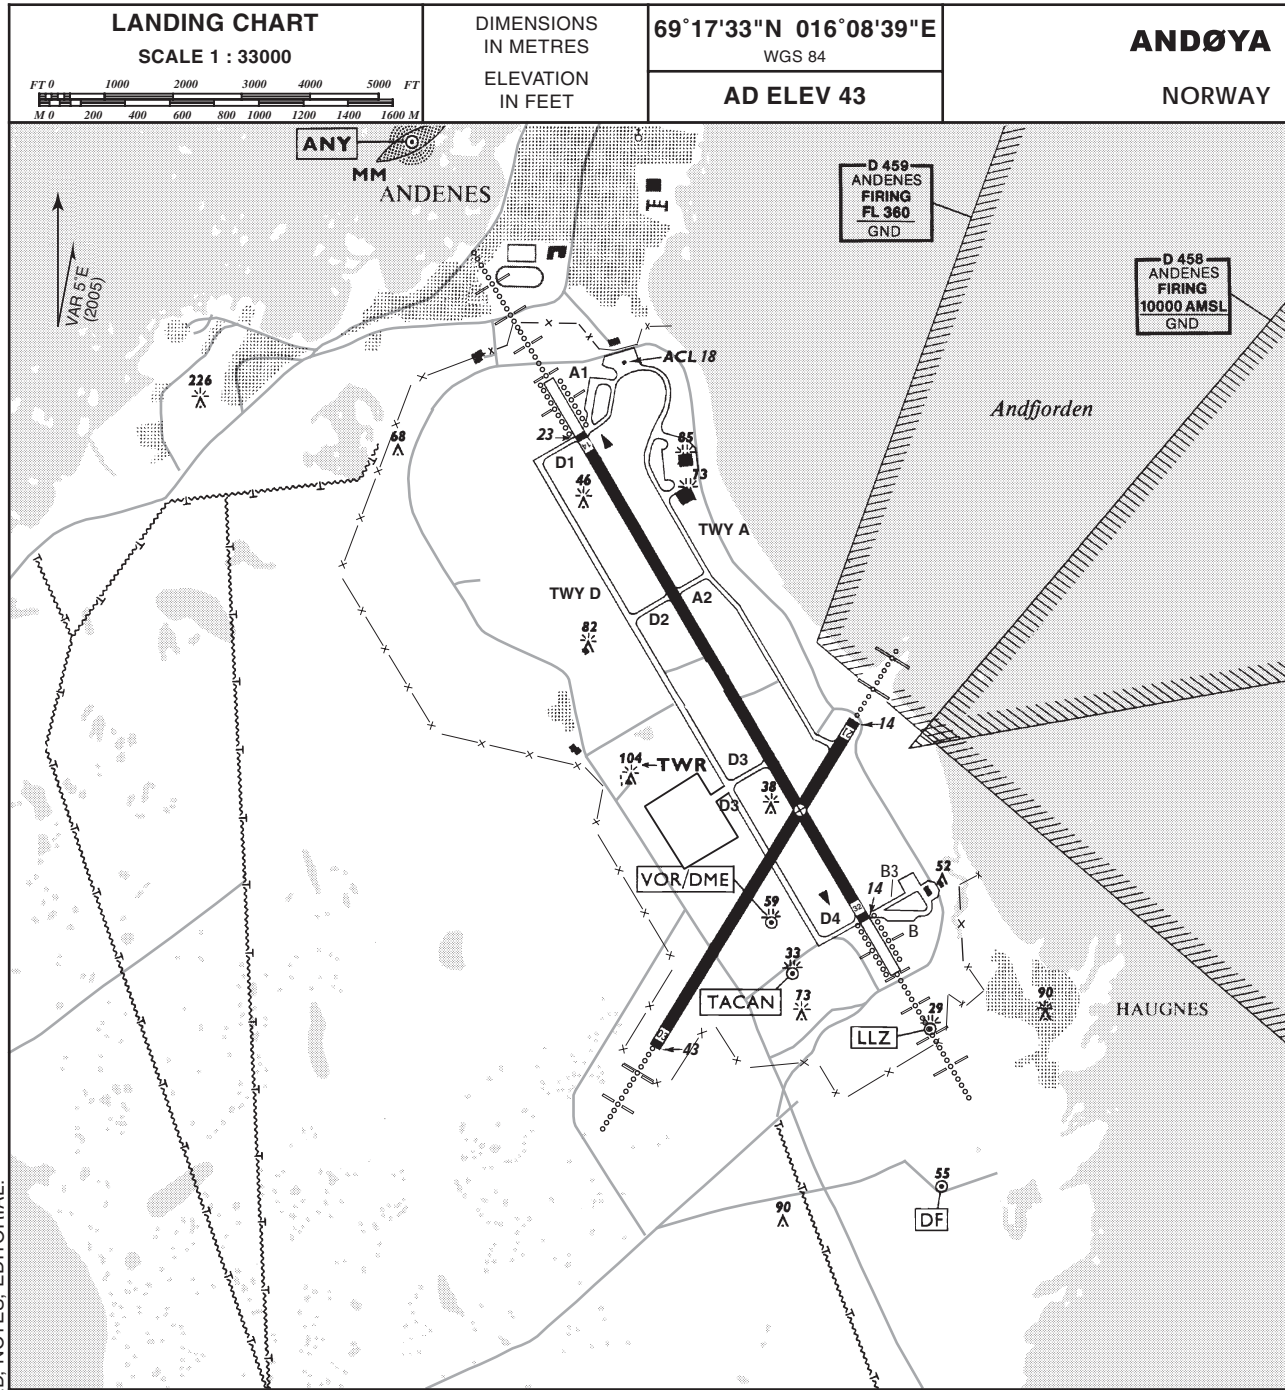 LANDING CHART
SCALE 1 : 33000
FT 0 1000 2000 3000 4000 5000 FT
M 0 200 400 600 800 1000 1200 1400 1600 M
DIMENSIONS
IN METRES
ELEVATION
IN FEET
69°17'33"N 016°08'39"E
WGS 84
AD ELEV 43
ANDØYA
NORWAY
ANY
MM
ANDENES
VAR 5°E
(2005)
D 459
ANDENES
FIRING
FL 360
GND
D 458
ANDENES
FIRING
10000 AMSL
GND
ACL 18
A1
226
Andfjorden
23
68
85
D1
46
73
TWY A
TWY D
A2
D2
82
14
21
D3
104
TWR
38
D3
VOR/DME
B3
52
59
14
D4
B
33
TACAN
73
29
90
HAUGNES
LLZ
43
55
90
DF
NOTES, EDITORIAL.